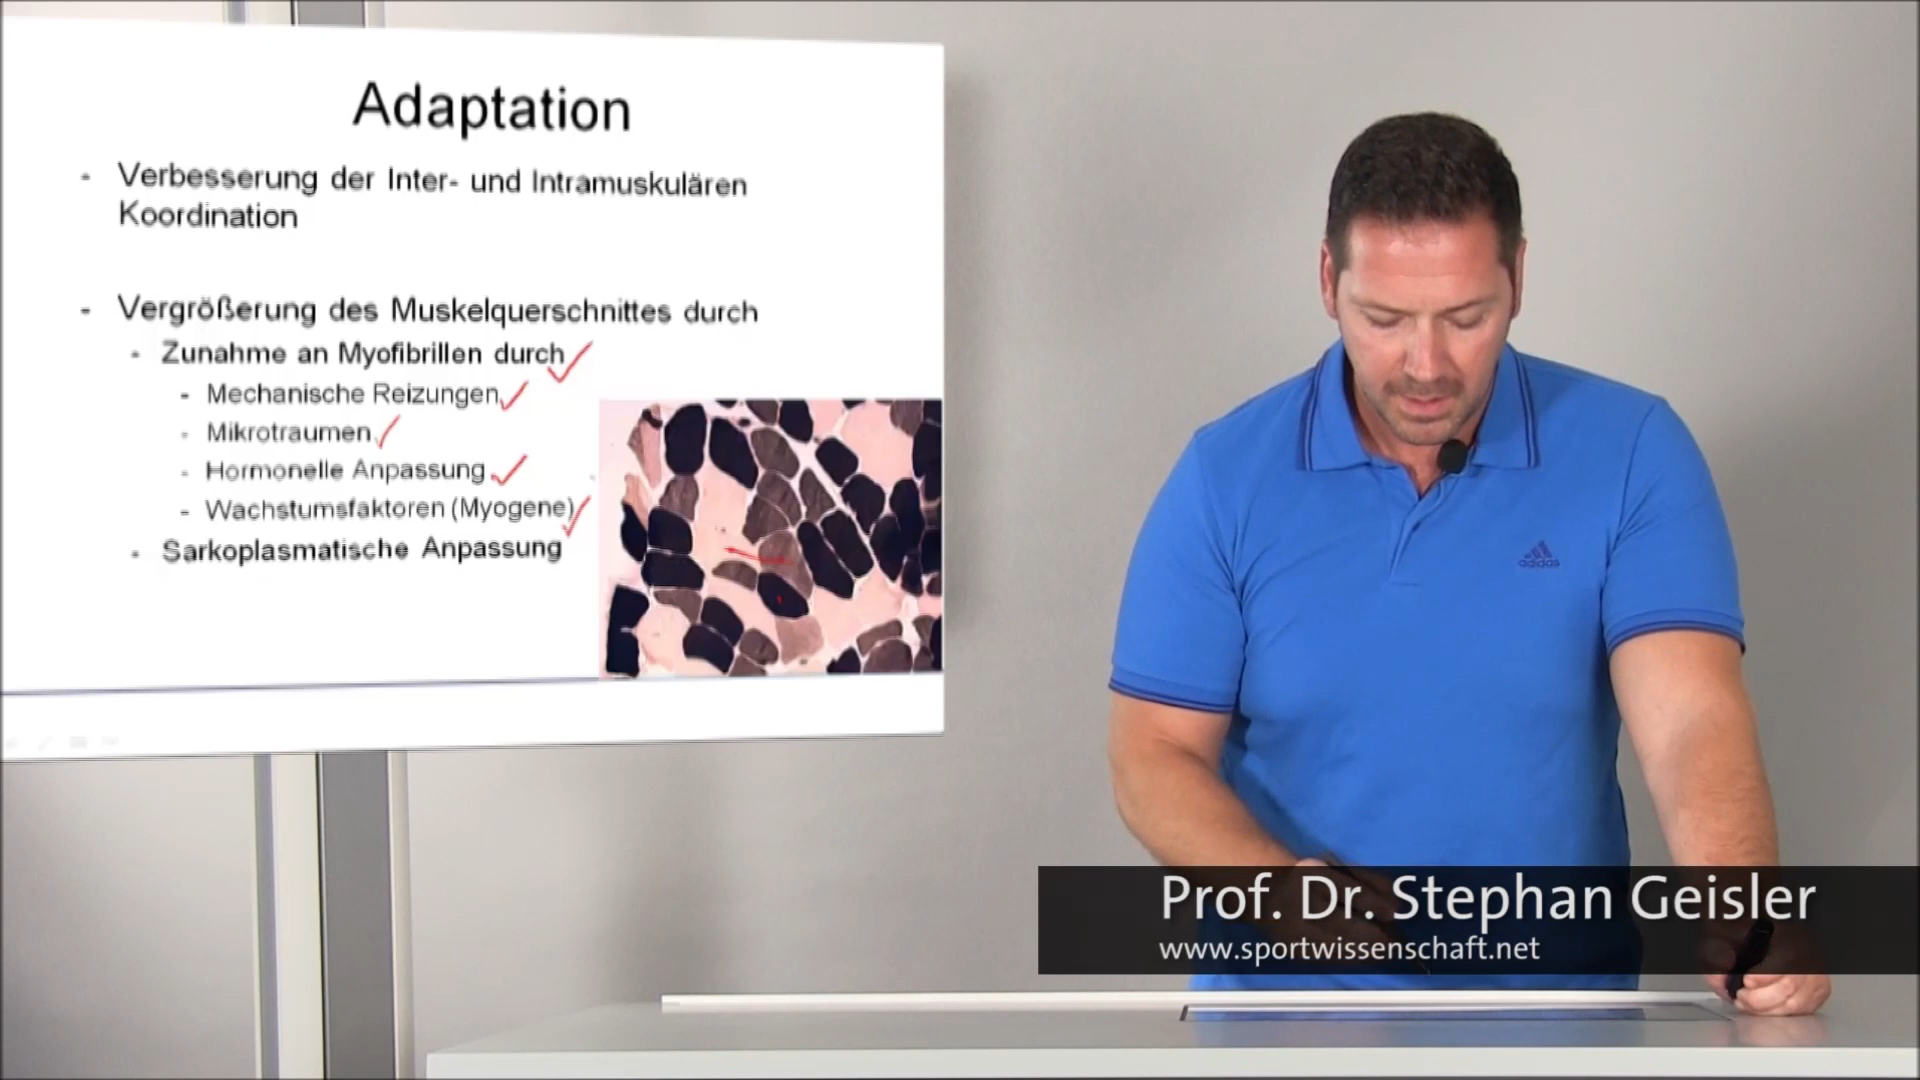 Adaptation
- Verbesserung der Inter- und Intramuskulären
Koordination
- Vergrößerung des Muskelquerschnittes durch
- Zunahme an Myofibrillen durch
- Mechanische Reizungen
- Mikrotraumen
- Hormonelle Anpassung
- Wachstumsfaktoren (Myogene)
- Sarkoplasmatische Anpassung
adidas
Prof. Dr. Stephan Geisler
www.sportwissenschaft.net